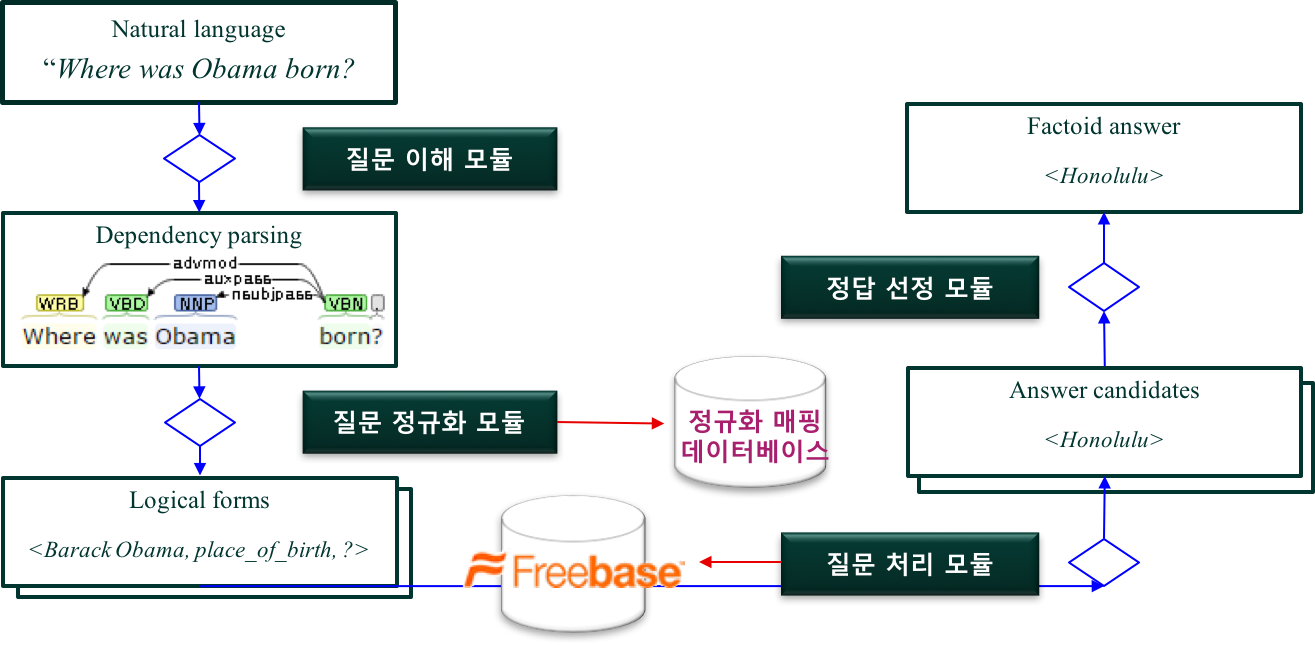 Natural language
“Where was Obama born?
질문 이해 모듈
Dependency parsing
advmod
auxpass
nsubjpass
WRB VBD NNP VBN .
Where was Obama born?
질문 정규화 모듈
정규화 매핑
데이터베이스
Logical forms
<Barack Obama, place_of_birth, ?>
Freebase
질문 처리 모듈
Answer candidates
<Honolulu>
정답 선정 모듈
Factoid answer
<Honolulu>